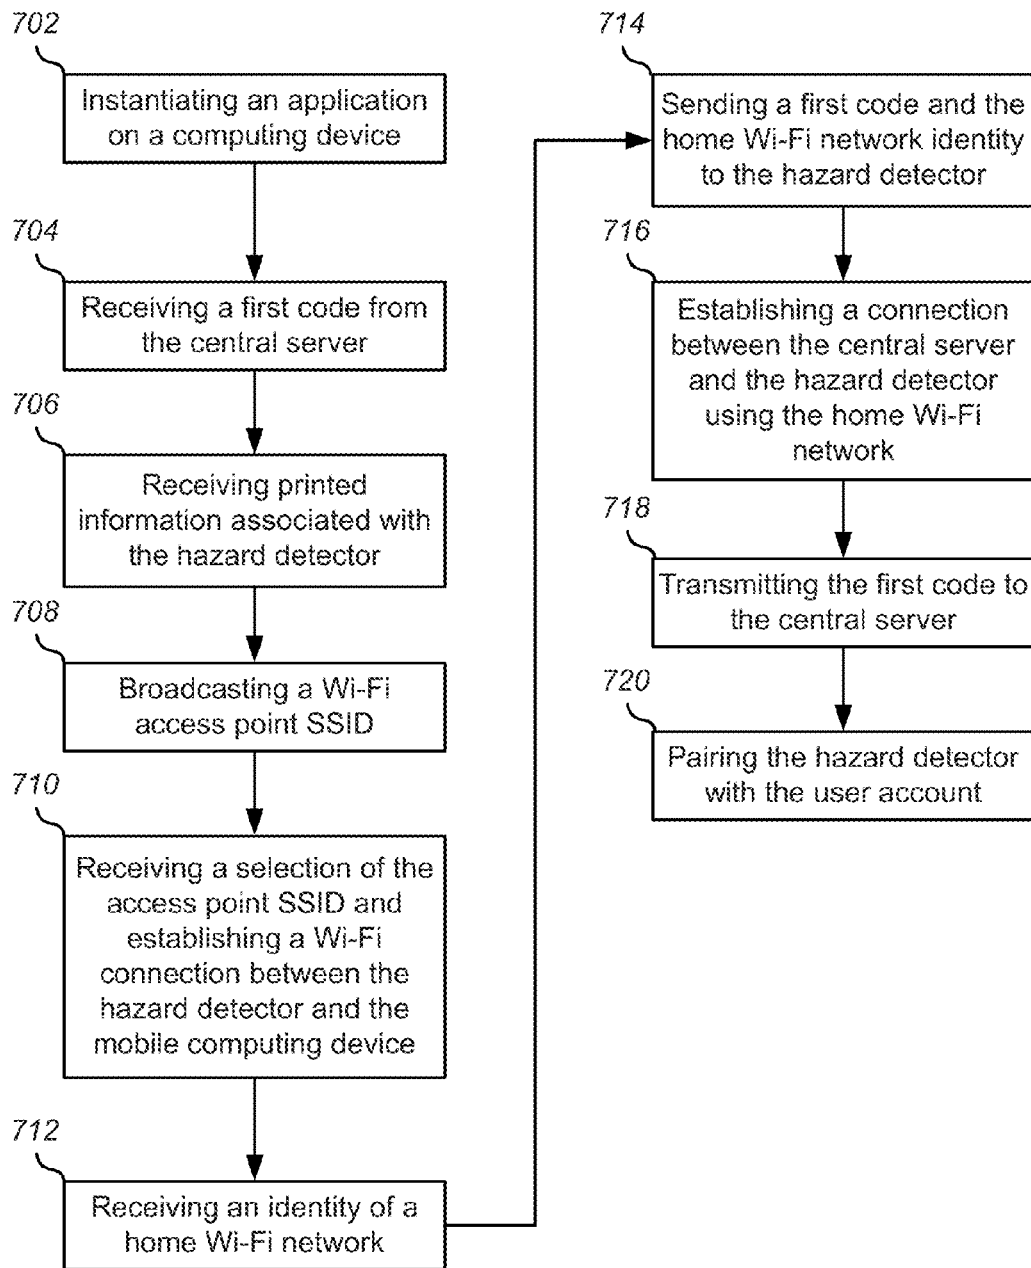 702
Instantiating an application
on a computing device
704
Receiving a first code from
the central server
706
Receiving printed
information associated with
the hazard detector
708
Broadcasting a Wi-Fi
access point SSID
710
Receiving a selection of the
access point SSID and
establishing a Wi-Fi
connection between the
hazard detector and the
mobile computing device
712
Receiving an identity of a
home Wi-Fi network
714
Sending a first code and the
home Wi-Fi network identity
to the hazard detector
716
Establishing a connection
between the central server
and the hazard detector
using the home Wi-Fi
network
718
Transmitting the first code to
the central server
720
Pairing the hazard detector
with the user account